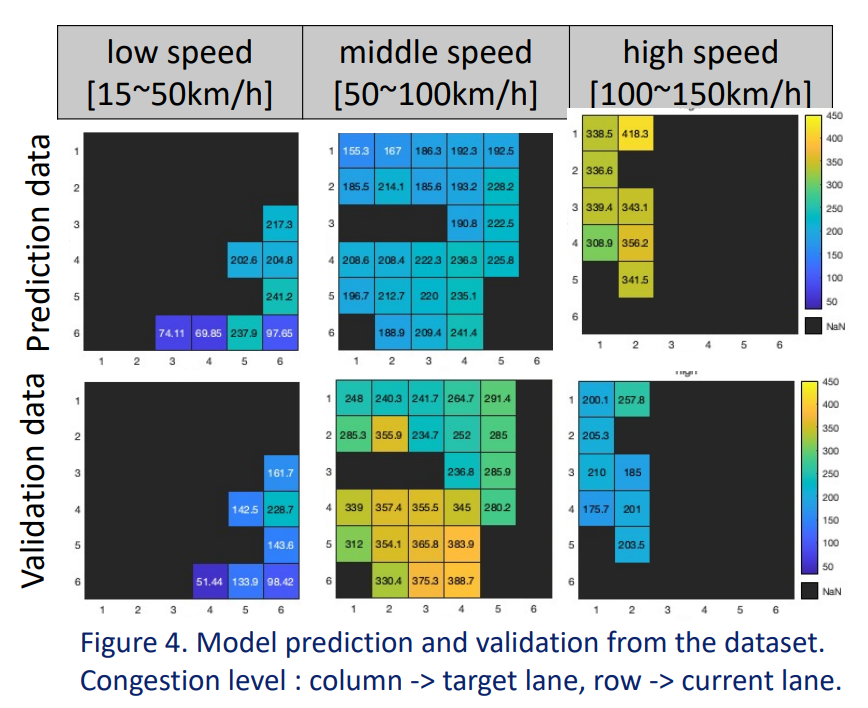 low speed
[15~50km/h]
middle speed
[50~100km/h]
high speed
[100~150km/h]
Prediction data
1
2
3 217.3
4 202.6 204.8
5 241.2
6 74.11 69.85 237.9 97.65
1 2 3 4 5 6
1 155.3 167 186.3 192.3 192.5
2 185.5 214.1 185.6 193.2 228.2
3 190.8 222.5
4 208.6 208.4 222.3 236.3 225.8
5 196.7 212.7 220 235.1
6 188.9 209.4 241.4
1 2 3 4 5 6
1 338.5 418.3
2 336.6
3 339.4 343.1
4 308.9 356.2
5 341.5
6
1 2 3 4 5 6
450
400
350
300
250
200
150
100
50
NaN
Validation data
1
2
3 161.7
4 142.5 228.7
5 143.6
6 51.44 133.9 98.42
1 2 3 4 5 6
1 248 240.3 241.7 264.7 291.4
2 285.3 355.9 234.7 252 285
3 236.8 285.9
4 339 357.4 355.5 345 280.2
5 312 354.1 365.8 383.9
6 330.4 375.3 388.7
1 2 3 4 5 6
1 200.1 257.8
2 205.3
3 210 185
4 175.7 201
5 203.5
6
1 2 3 4 5 6
450
400
350
300
250
200
150
100
50
NaN
Figure 4. Model prediction and validation from the dataset.
Congestion level : column -> target lane, row -> current lane.